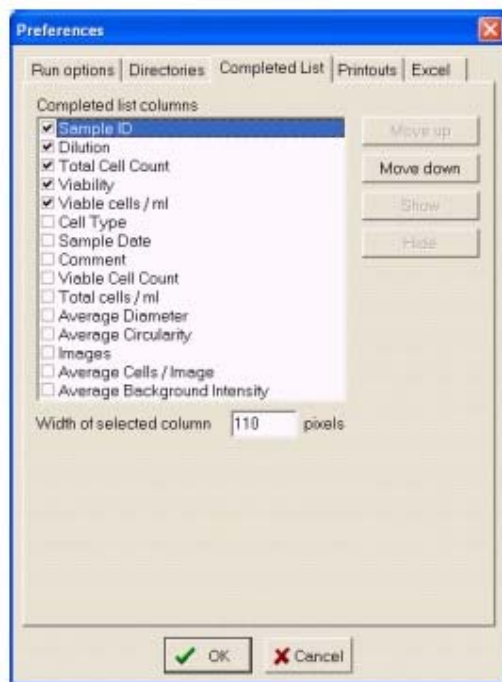 Preferences
Run options Directories Completed List Printouts Excel
Completed list columns
Sample ID
Dilution
Total Cell Count
Viability
Viable cells / ml
Cell Type
Sample Date
Comment
Viable Cell Count
Total cells / ml
Average Diameter
Average Circularity
Images
Average Cells / Image
Average Background Intensity
Move up
Move down
Show
Hide
Width of selected column 110 pixels
OK Cancel